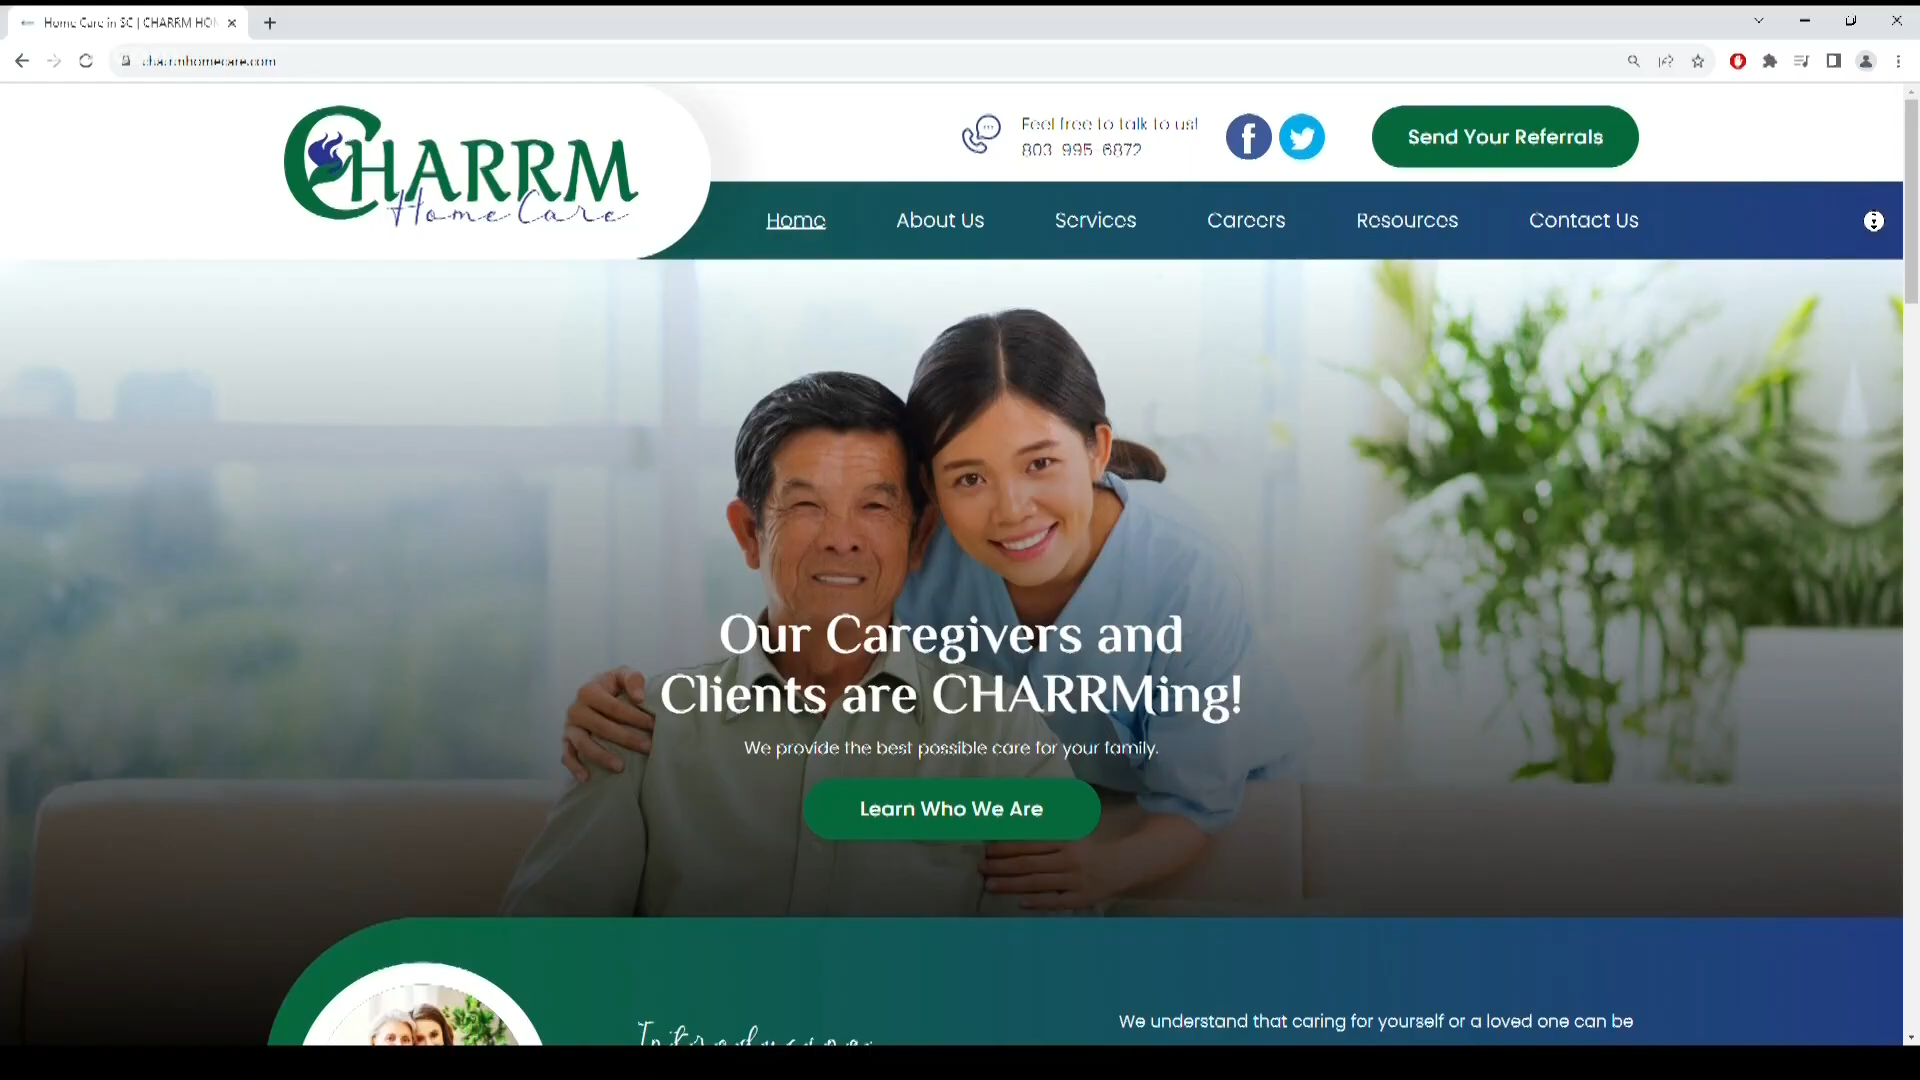 Home Care in SC | CHARRM HOM
charrmhomecare.com
CHARRM
Home Care
Feel free to talk to us!
803-995-6872
Send Your Referrals
Home
About Us
Services
Careers
Resources
Contact Us
Our Caregivers and
Clients are CHARRMing!
We provide the best possible care for your family.
Learn Who We Are
We understand that caring for yourself or a loved one can be